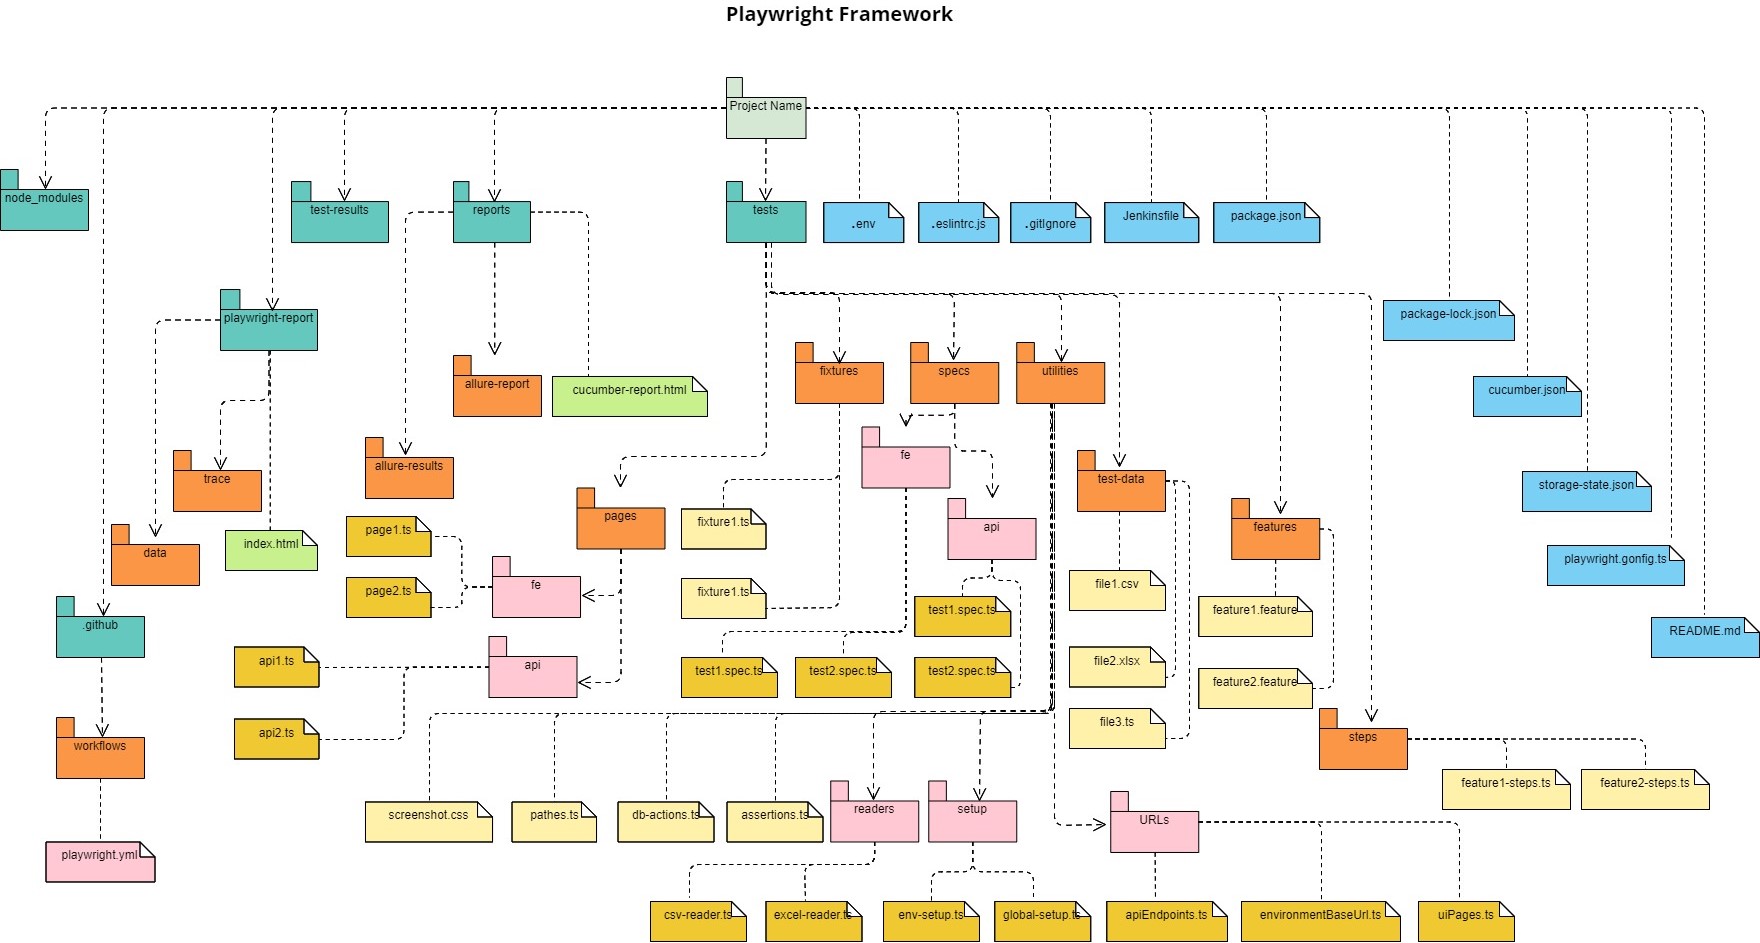 Playwright Framework
Project Name
node_modules
test-results
reports
tests
.env
.eslintrc.js
.gitIgnore
Jenkinsfile
package.json
playwright-report
package-lock.json
fixtures
specs
utilities
allure-report
cucumber-report.html
cucumber.json
fe
allure-results
trace
test-data
storage-state.json
pages
fixture1.ts
api
features
page1.ts
index.html
data
playwright.gonfig.ts
fe
page2.ts
fixture1.ts
file1.csv
test1.spec.ts
feature1.feature
.github
README.md
api1.ts
api
test1.spec.ts
test2.spec.ts
test2.spec.ts
file2.xlsx
feature2.feature
api2.ts
file3.ts
steps
workflows
feature1-steps.ts
feature2-steps.ts
screenshot.css
pathes.ts
db-actions.ts
assertions.ts
readers
setup
URLs
playwright.yml
csv-reader.ts
excel-reader.ts
env-setup.ts
global-setup.ts
apiEndpoints.ts
environmentBaseUrl.ts
uiPages.ts